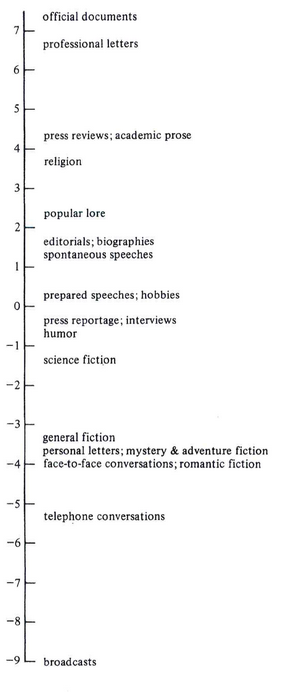 official documents
7
professional letters
6
5
press reviews; academic prose
4
religion
3
popular lore
2
editorials; biographies
spontaneous speeches
1
prepared speeches; hobbies
0
press reportage; interviews
humor
−1
science fiction
−2
−3
general fiction
personal letters; mystery & adventure fiction
−4 face-to-face conversations; romantic fiction
−5
telephone conversations
−6
−7
−8
−9 broadcasts